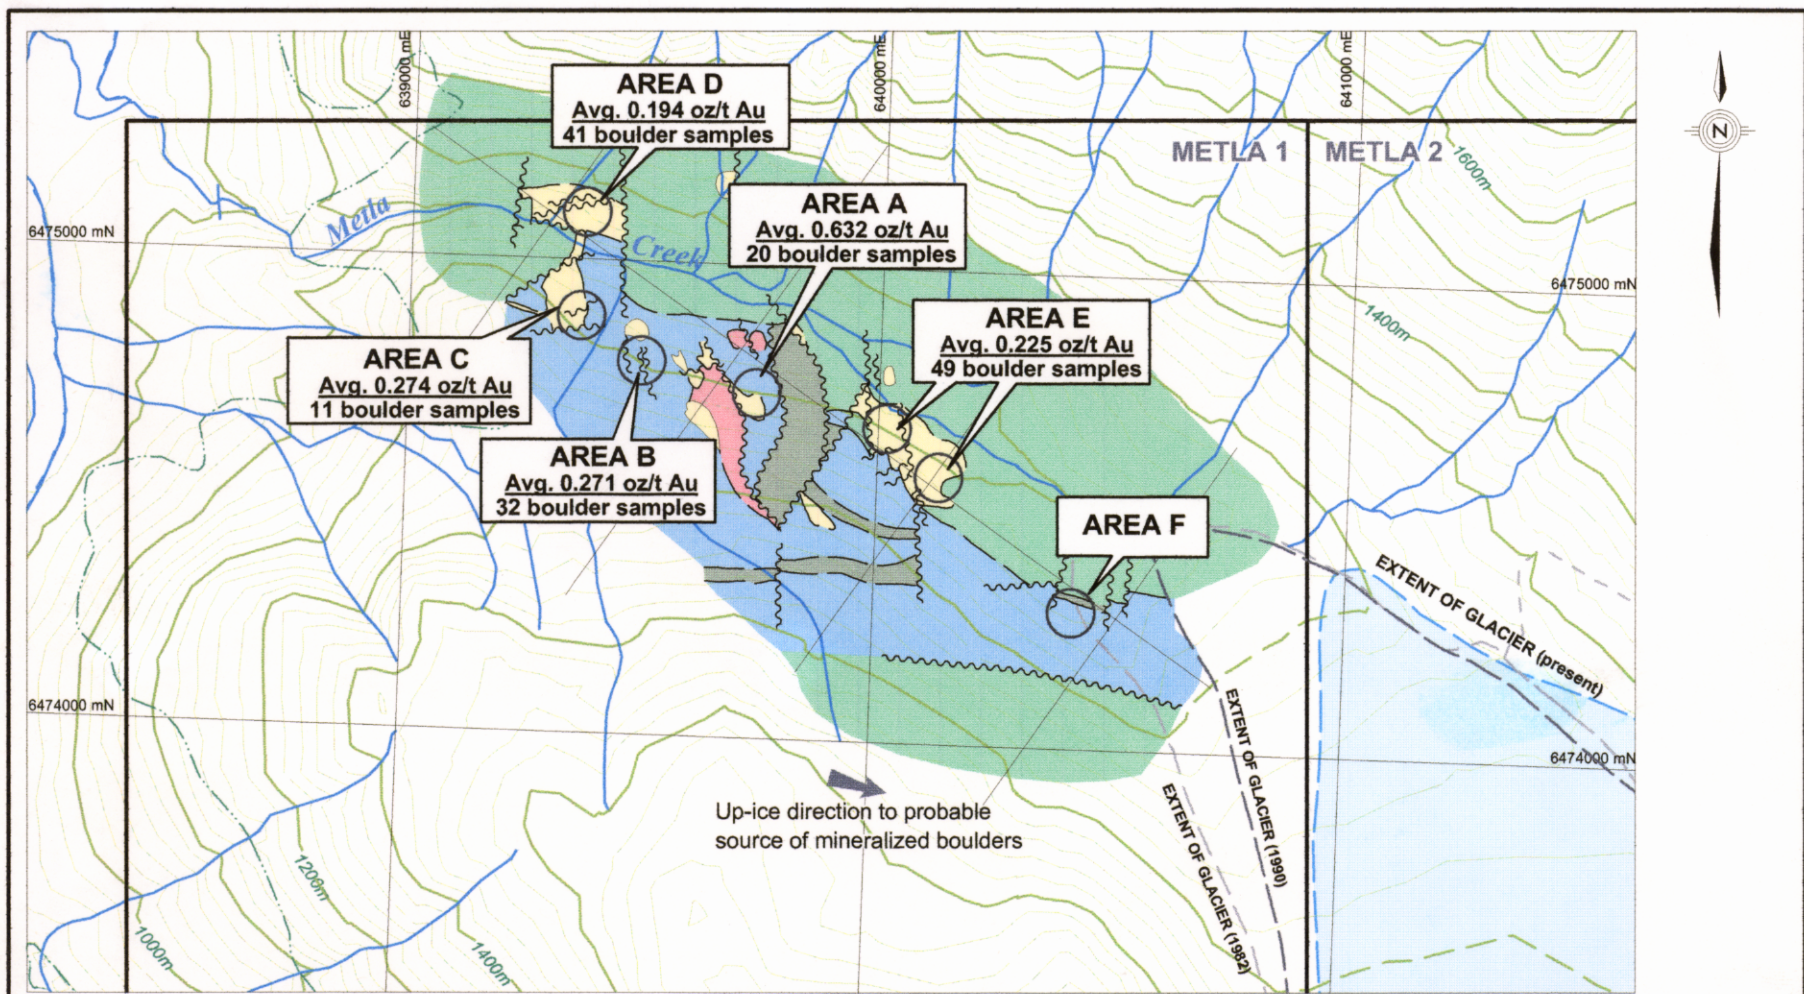 639000 mE
640000 mE
641000 mE
AREA D
Avg. 0.194 oz/t Au
41 boulder samples
METLA 1
METLA 2
1600m
AREA A
Avg. 0.632 oz/t Au
20 boulder samples
Metla
Creek
6475000 mN
6475000 mN
1400m
AREA E
Avg. 0.225 oz/t Au
49 boulder samples
AREA C
Avg. 0.274 oz/t Au
11 boulder samples
AREA B
Avg. 0.271 oz/t Au
32 boulder samples
AREA F
EXTENT OF GLACIER (present)
6474000 mN
6474000 mN
EXTENT OF GLACIER (1990)
EXTENT OF GLACIER (1982)
Up-ice direction to probable
source of mineralized boulders
1200m
1000m
1400m
N